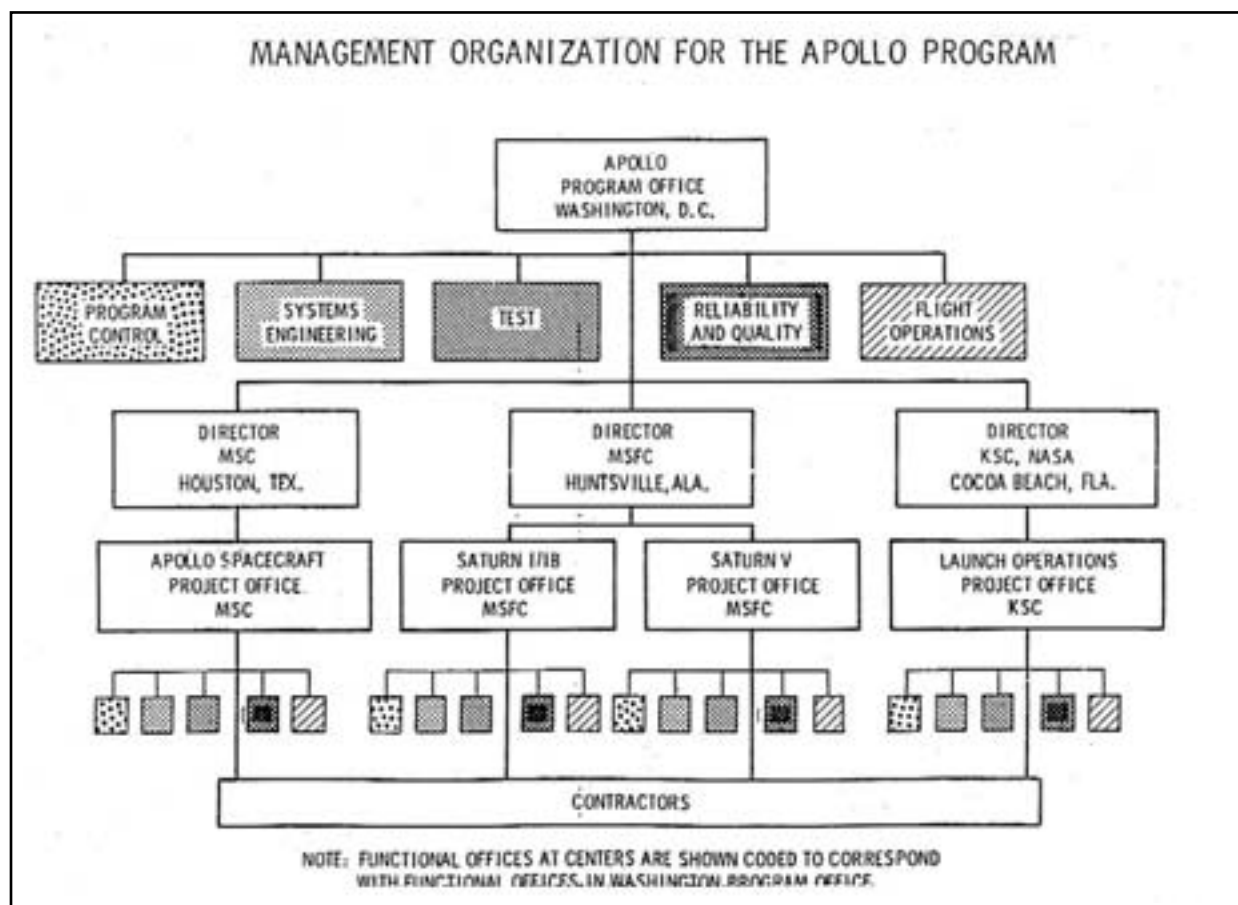 MANAGEMENT ORGANIZATION FOR THE APOLLO PROGRAM
APOLLO
PROGRAM OFFICE
WASHINGTON, D.C.
PROGRAM
CONTROL
SYSTEMS
ENGINEERING
TEST
RELIABILITY
AND QUALITY
FLIGHT
OPERATIONS
DIRECTOR
MSC
HOUSTON, TEX.
DIRECTOR
MSFC
HUNTSVILLE, ALA.
DIRECTOR
KSC, NASA
COCOA BEACH, FLA.
APOLLO SPACECRAFT
PROJECT OFFICE
MSC
SATURN I/IB
PROJECT OFFICE
MSFC
SATURN V
PROJECT OFFICE
MSFC
LAUNCH OPERATIONS
PROJECT OFFICE
KSC
CONTRACTORS
NOTE: FUNCTIONAL OFFICES AT CENTERS ARE SHOWN CODED TO CORRESPOND
WITH FUNCTIONAL OFFICES IN WASHINGTON PROGRAM OFFICE.